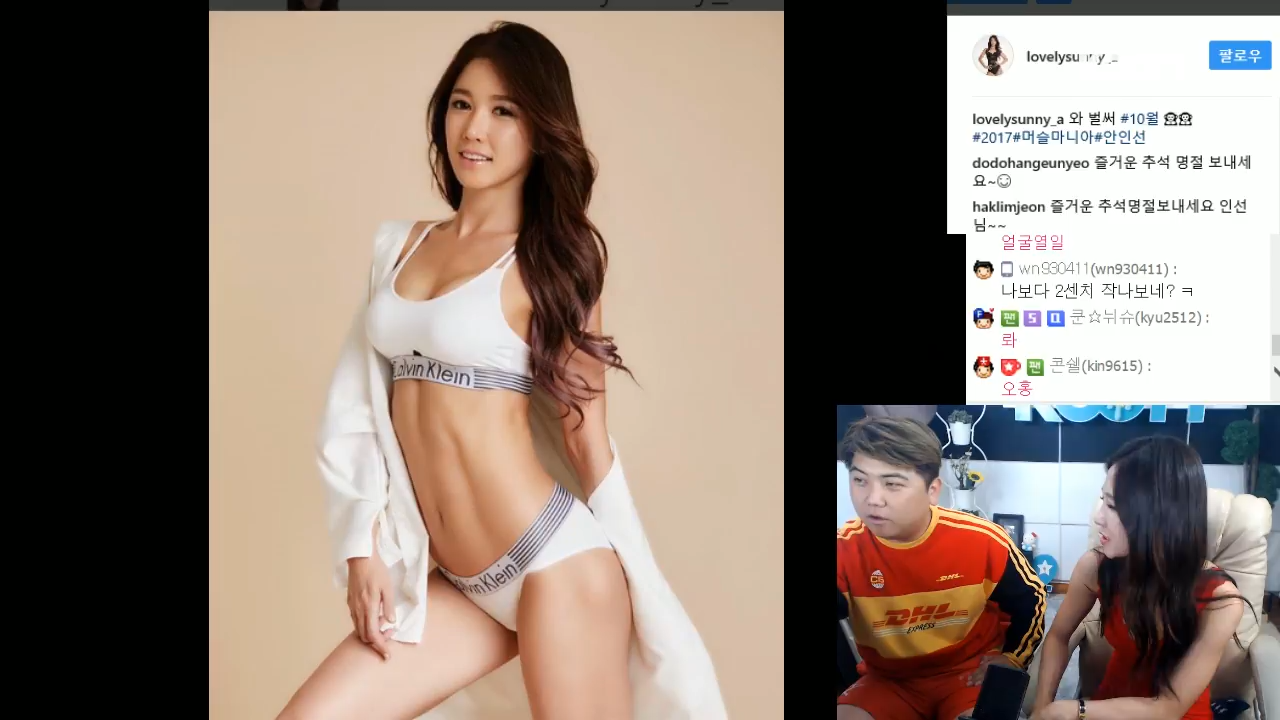 lovelysunny_a
팔로우
lovelysunny_a 와 벌써 #10월
#2017#머슬마니아#안인선
dodohangeunyeo 즐거운 추석 명절 보내세
요~
haklimjeon 즐거운 추석명절보내세요 인선
님~~
얼굴열일
wn930411(wn930411) :
나보다 2센치 작나보네? ㅋ
팬 5 Q 쿤☆뉘슈(kyu2512) :
롸
팬 콘쉘(kin9615) :
오홍
Calvin Klein
Calvin Klein
DHL
DHL
EXPRESS